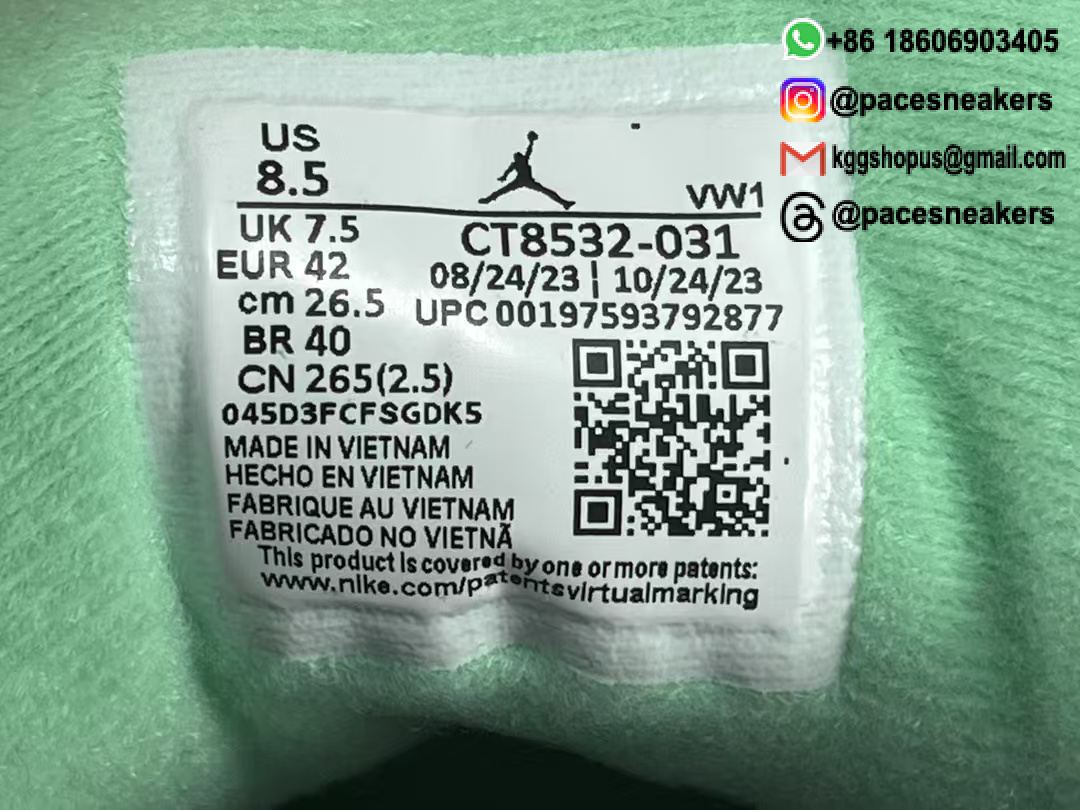 +86 18606903405
@pacesneakers
kggshopus@gmail.com
@pacesneakers
US
8.5
VW1
UK 7.5
CT8532-031
EUR 42
08/24/23 | 10/24/23
cm 26.5
UPC 00197593792877
BR 40
CN 265(2.5)
045D3FCFSGDK5
MADE IN VIETNAM
HECHO EN VIETNAM
FABRIQUE AU VIETNAM
FABRICADO NO VIETNÃ
This product is covered by one or more patents:
www.nike.com/patentsvirtualmarking